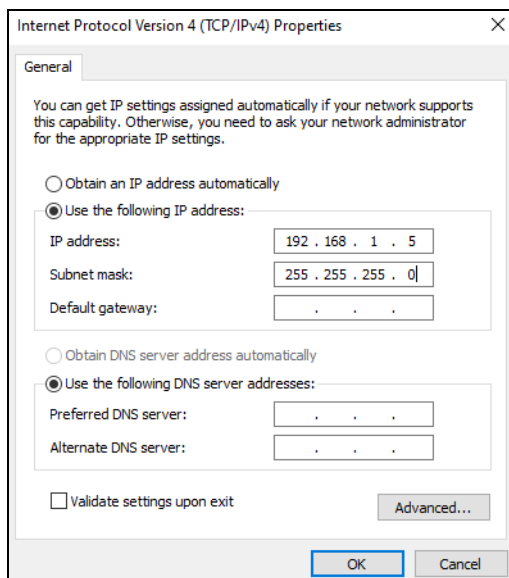 Internet Protocol Version 4 (TCP/IPv4) Properties
General
You can get IP settings assigned automatically if your network supports
this capability. Otherwise, you need to ask your network administrator
for the appropriate IP settings.
Obtain an IP address automatically
Use the following IP address:
IP address: 192 . 168 . 1 . 5
Subnet mask: 255 . 255 . 255 . 0
Default gateway: . . .
Obtain DNS server address automatically
Use the following DNS server addresses:
Preferred DNS server: . . .
Alternate DNS server: . . .
Validate settings upon exit
Advanced...
OK Cancel